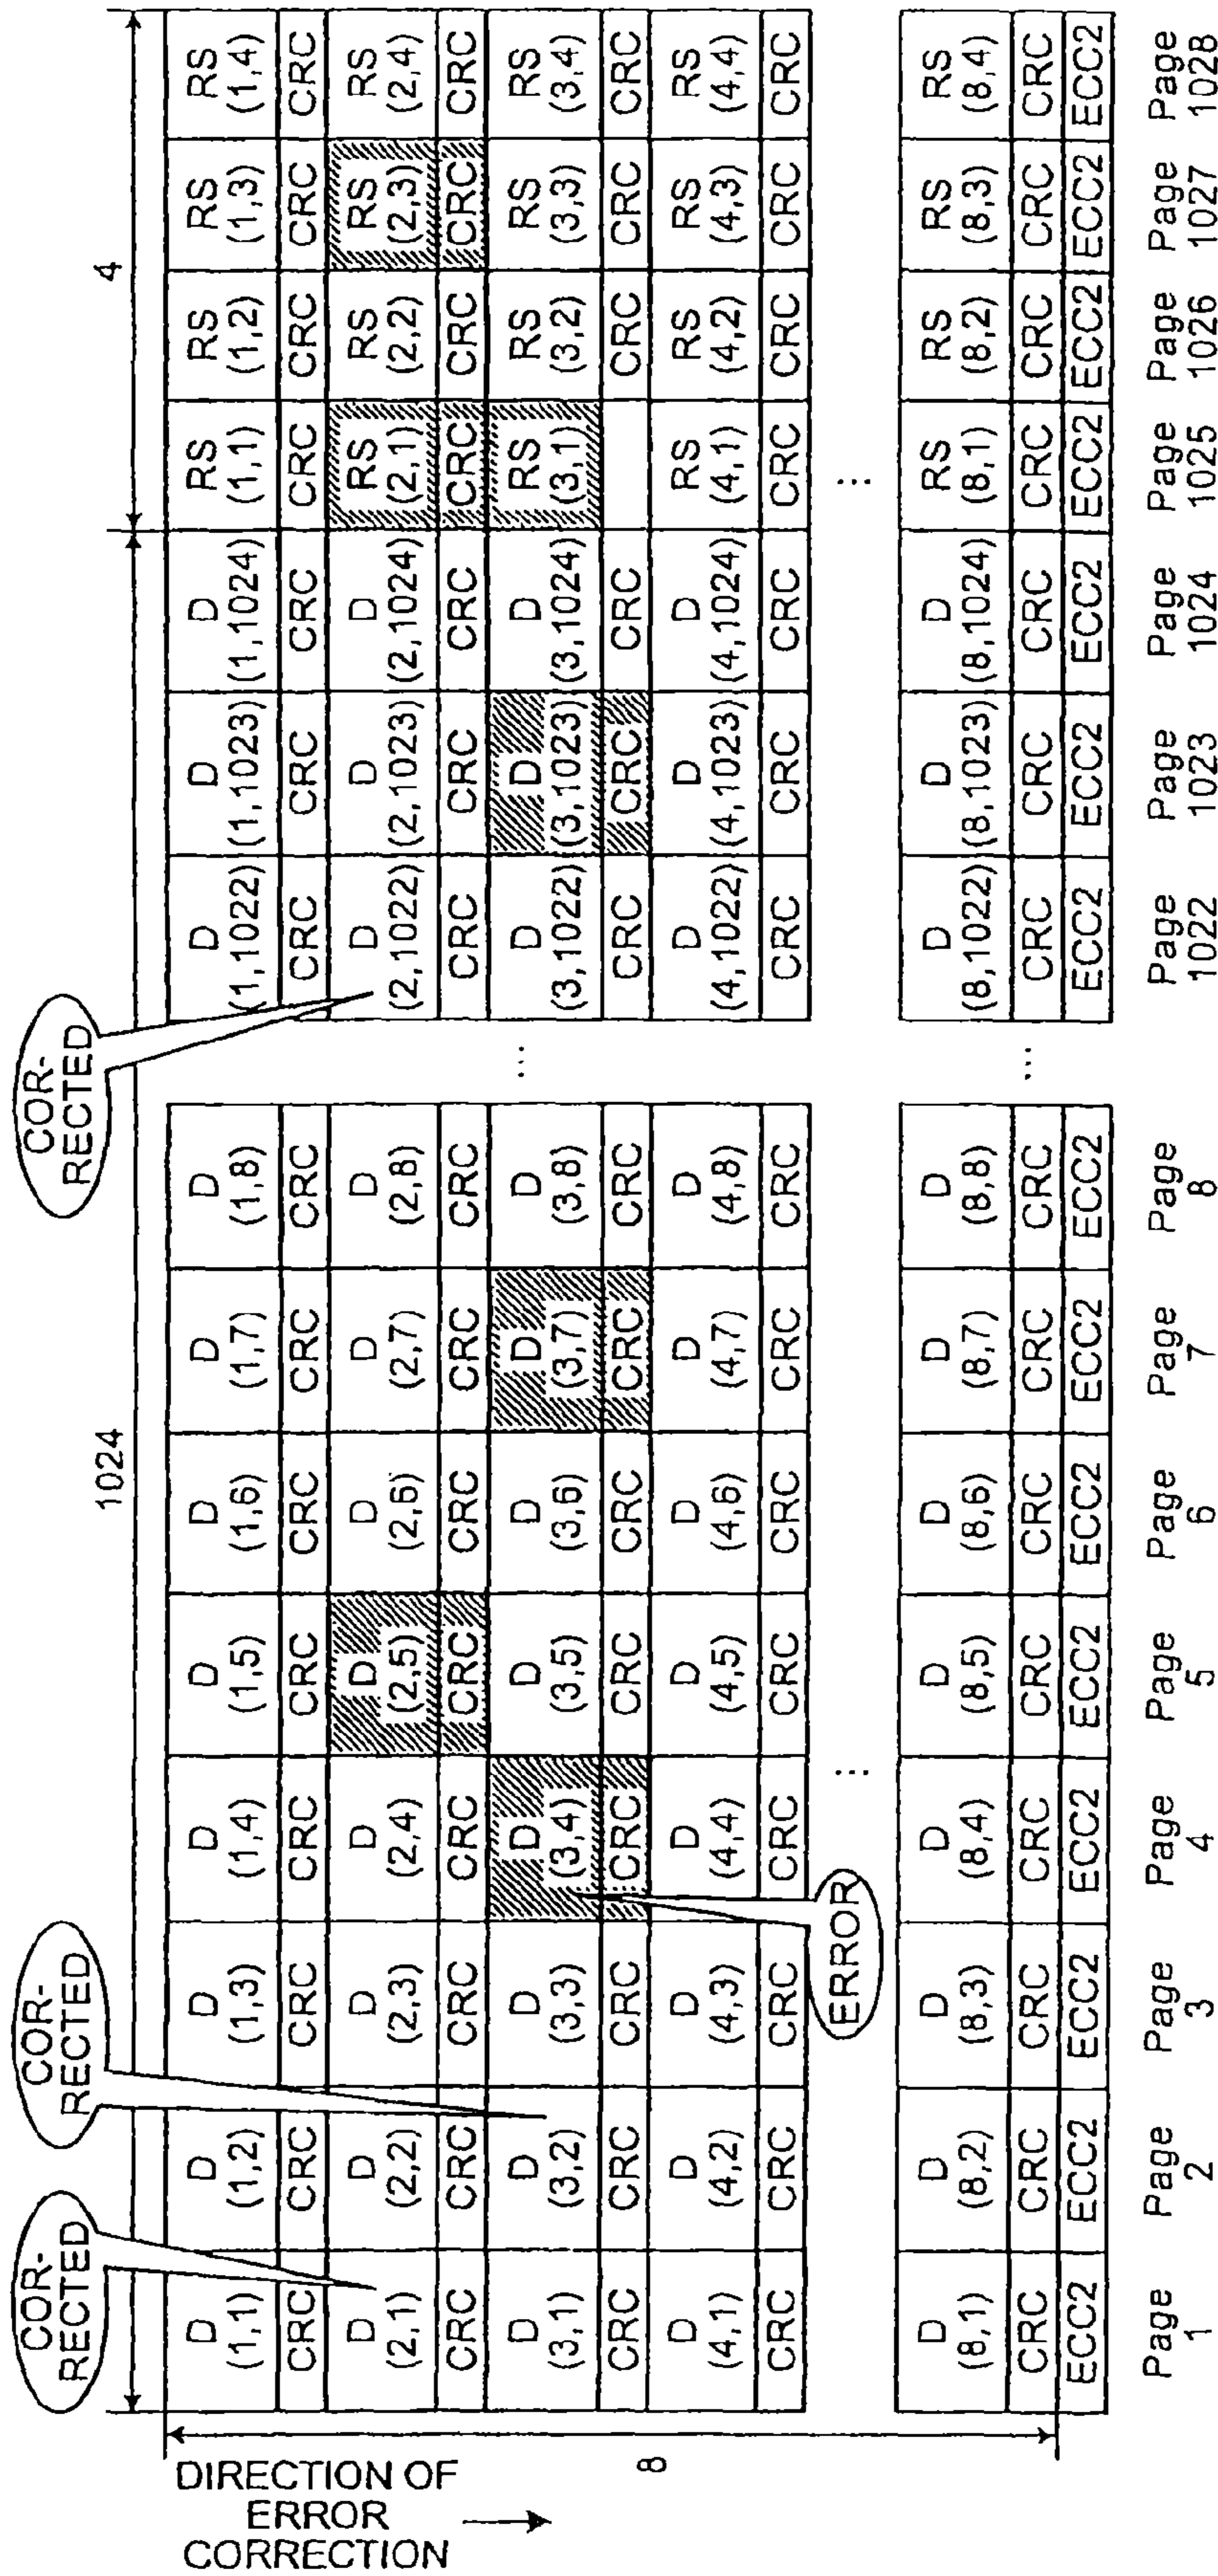 COR-
RECTED
COR-
RECTED
COR-
RECTED
1024
4
D D D D D D D D D D D RS RS RS RS
(1,1) (1,2) (1,3) (1,4) (1,5) (1,6) (1,7) (1,8) (1,1022) (1,1023) (1,1024) (1,1) (1,2) (1,3) (1,4)
CRC CRC CRC CRC CRC CRC CRC CRC CRC CRC CRC CRC CRC CRC CRC
D D D D D D D D D D D RS RS RS RS
(2,1) (2,2) (2,3) (2,4) (2,5) (2,6) (2,7) (2,8) (2,1022) (2,1023) (2,1024) (2,1) (2,2) (2,3) (2,4)
CRC CRC CRC CRC CRC CRC CRC CRC CRC CRC CRC CRC CRC CRC CRC
D D D D D D D D ... D D D RS RS RS RS
(3,1) (3,2) (3,3) (3,4) (3,5) (3,6) (3,7) (3,8) (3,1022) (3,1023) (3,1024) (3,1) (3,2) (3,3) (3,4)
CRC CRC CRC CRC CRC CRC CRC CRC CRC CRC CRC CRC CRC CRC
D D D D D D D D D D D RS RS RS RS
(4,1) (4,2) (4,3) (4,4) (4,5) (4,6) (4,7) (4,8) (4,1022) (4,1023) (4,1024) (4,1) (4,2) (4,3) (4,4)
CRC CRC CRC CRC CRC CRC CRC CRC CRC CRC CRC CRC CRC CRC CRC
ERROR
... ...
D D D D D D D D D D D RS RS RS RS
(8,1) (8,2) (8,3) (8,4) (8,5) (8,6) (8,7) (8,8) (8,1022) (8,1023) (8,1024) (8,1) (8,2) (8,3) (8,4)
CRC CRC CRC CRC CRC CRC CRC CRC ... CRC CRC CRC CRC CRC CRC CRC
ECC2 ECC2 ECC2 ECC2 ECC2 ECC2 ECC2 ECC2 ECC2 ECC2 ECC2 ECC2 ECC2 ECC2 ECC2
Page Page Page Page Page Page Page Page Page Page Page Page Page Page Page
1 2 3 4 5 6 7 8 1022 1023 1024 1025 1026 1027 1028
DIRECTION OF
ERROR
CORRECTION
8